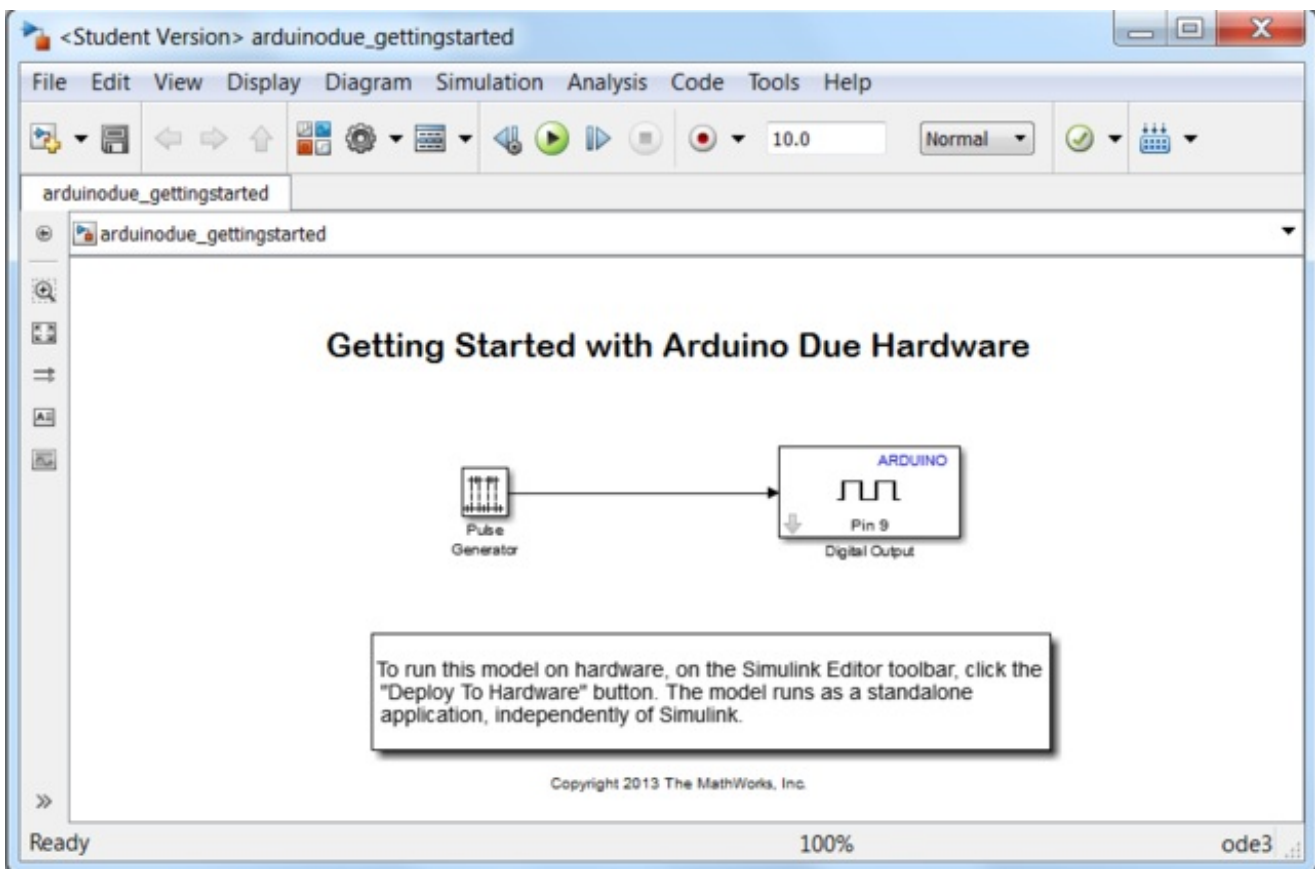 <Student Version> arduinodue_gettingstarted
File Edit View Display Diagram Simulation Analysis Code Tools Help
10.0 Normal
arduinodue_gettingstarted
arduinodue_gettingstarted
Getting Started with Arduino Due Hardware
ARDUINO
Pin 9
Pulse
Generator
Digital Output
To run this model on hardware, on the Simulink Editor toolbar, click the
"Deploy To Hardware" button. The model runs as a standalone
application, independently of Simulink.
Copyright 2013 The MathWorks, Inc.
Ready 100% ode3